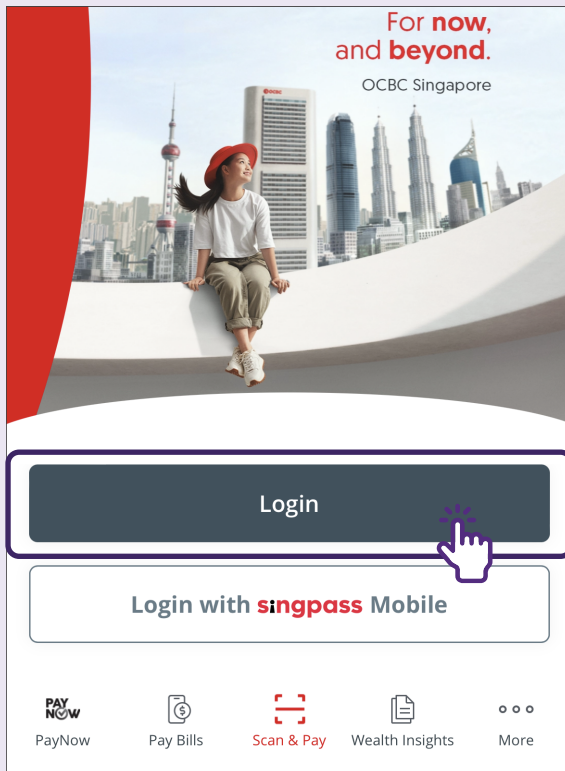 For now,
and beyond.
OCBC Singapore
OCBC
Login
Login with singpass Mobile
PAY
NOW
PayNow
Pay Bills
Scan & Pay
Wealth Insights
More